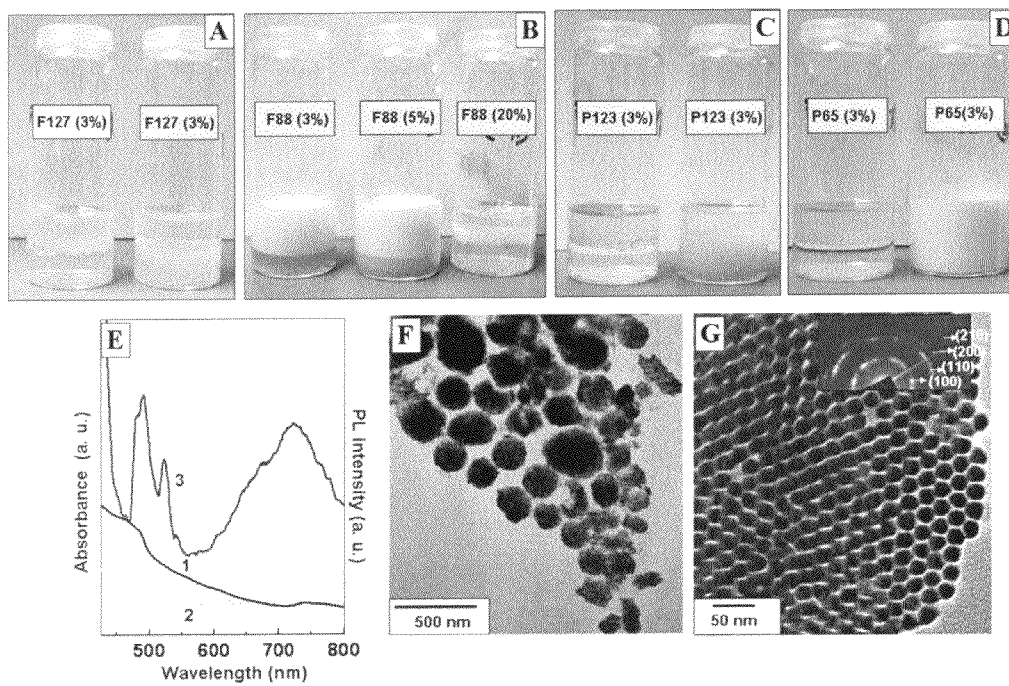 A
F127 (3%)
F127 (3%)
B
F88 (3%)
F88 (5%)
F88 (20%)
C
P123 (3%)
P123 (3%)
D
P65 (3%)
P65(3%)
E
Absorbance (a. u.)
PL intensity (a. u.)
3
1
2
500 600 700 800
Wavelength (nm)
F
500 nm
G
(200)
(110)
(100)
50 nm